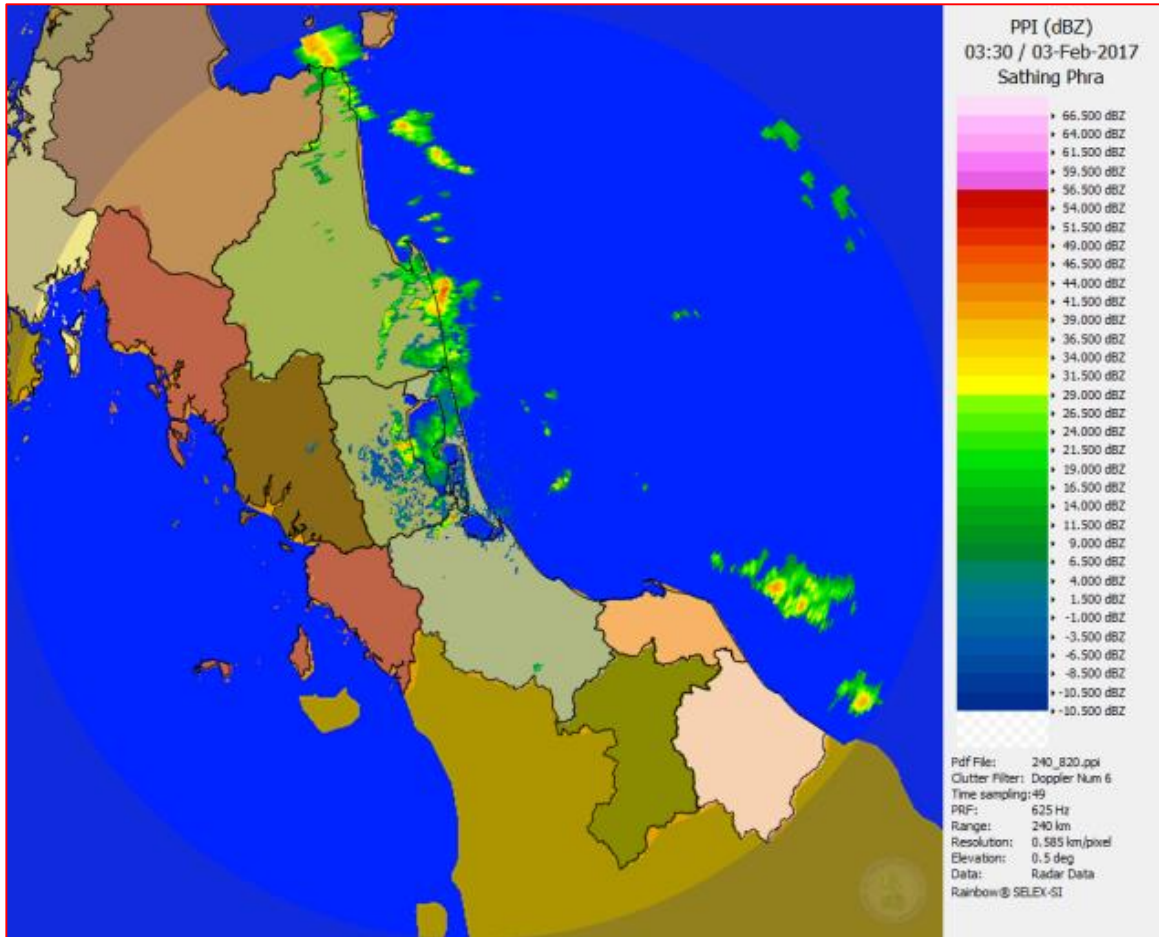 PPI (dBZ)
03:30 / 03-Feb-2017
Sathing Phra
66.500 dBZ
64.000 dBZ
61.500 dBZ
59.500 dBZ
56.500 dBZ
54.000 dBZ
51.500 dBZ
49.000 dBZ
46.500 dBZ
44.000 dBZ
41.500 dBZ
39.000 dBZ
36.500 dBZ
34.000 dBZ
31.500 dBZ
29.000 dBZ
26.500 dBZ
24.000 dBZ
21.500 dBZ
19.000 dBZ
16.500 dBZ
14.000 dBZ
11.500 dBZ
9.000 dBZ
6.500 dBZ
4.000 dBZ
1.500 dBZ
-1.000 dBZ
-3.500 dBZ
-6.500 dBZ
-8.500 dBZ
-10.500 dBZ
-10.500 dBZ
Pdf File: 240_820.ppi
Clutter Filter: Doppler Num 6
Time sampling:49
PRF: 625 Hz
Range: 240 km
Resolution: 0.585 km/pixel
Elevation: 0.5 deg
Data: Radar Data
Rainbow® SELEX-SI